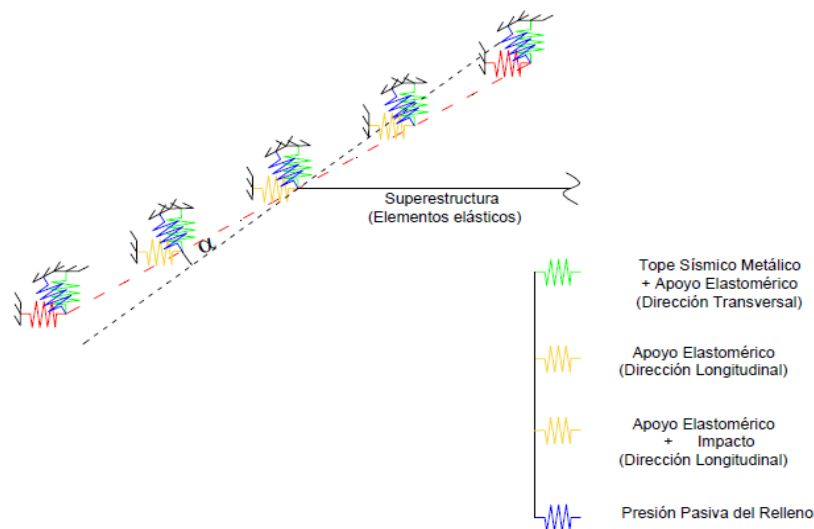 α
Superestructura
(Elementos elásticos)
Tope Sísmico Metálico
+ Apoyo Elastomérico
(Dirección Transversal)
Apoyo Elastomérico
(Dirección Longitudinal)
Apoyo Elastomérico
+ Impacto
(Dirección Longitudinal)
Presión Pasiva del Relleno